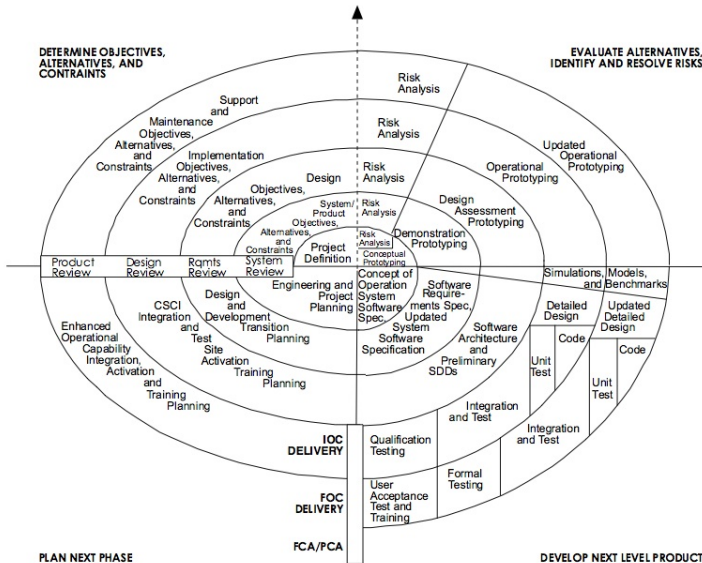 DETERMINE OBJECTIVES,
ALTERNATIVES, AND
CONTRAINTS
EVALUATE ALTERNATIVES,
IDENTIFY AND RESOLVE RISKS
Risk
Analysis
Support
and
Maintenance
Objectives,
Alternatives,
and
Constraints
Risk
Analysis
Updated
Operational
Prototyping
Implementation
Objectives,
Alternatives,
and
Constraints
Risk
Analysis
Operational
Prototyping
Design
Objectives,
Alternatives,
and
Constraints
Risk
Analysis
Design
Assessment
Prototyping
System/
Product
Objectives,
Alternatives,
and
Constraints
Risk
Analysis
Demonstration
Prototyping
Project
Definition
Conceptual
Prototyping
Product
Review
Design
Review
Rqmts
Review
System
Review
Engineering and
Project
Planning
Concept of
Operation
System
Software
Spec,
Software
Require-
ments Spec,
Updated
System
Software
Specification
Simulations, Models,
and Benchmarks
Design
and
Development
Transition
Planning
Software
Architecture
and
Preliminary
SDDs
Detailed
Design
Code
Unit
Test
Updated
Detailed
Design
Code
Unit
Test
CSCI
Integration
and
Test
Site
Activation
Training
Planning
Enhanced
Operational
Capability
Integration,
Activation
and
Training
Planning
Integration
and Test
Integration
and Test
IOC
DELIVERY
Qualification
Testing
Formal
Testing
FOC
DELIVERY
User
Acceptance
Test and
Training
FCA/PCA
PLAN NEXT PHASE
DEVELOP NEXT LEVEL PRODUCT